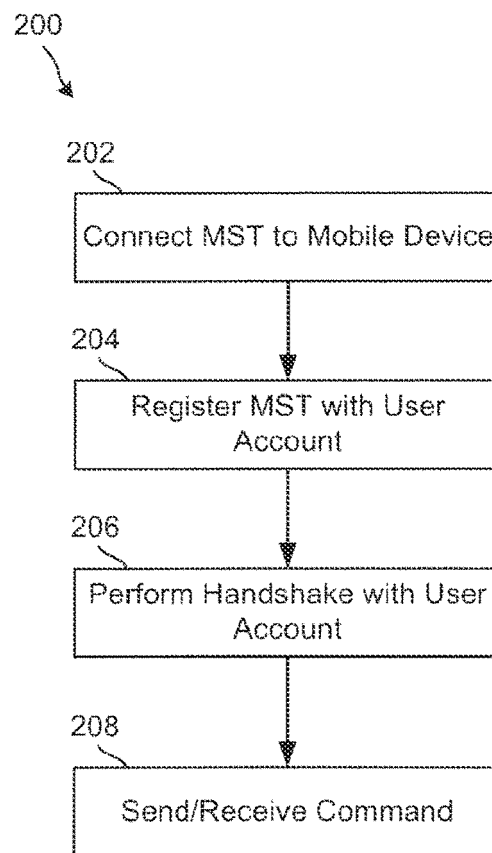 200
202
Connect MST to Mobile Device
204
Register MST with User
Account
206
Perform Handshake with User
Account
208
Send/Receive Command